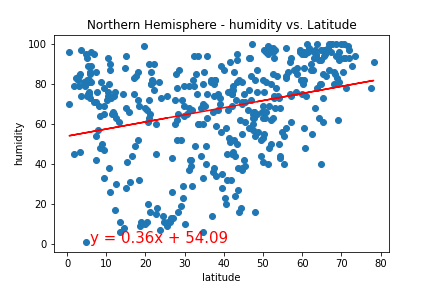 Northern Hemisphere - humidity vs. Latitude
100
80
60
40
20
0
humidity
y = 0.36x + 54.09
0 10 20 30 40 50 60 70 80
latitude